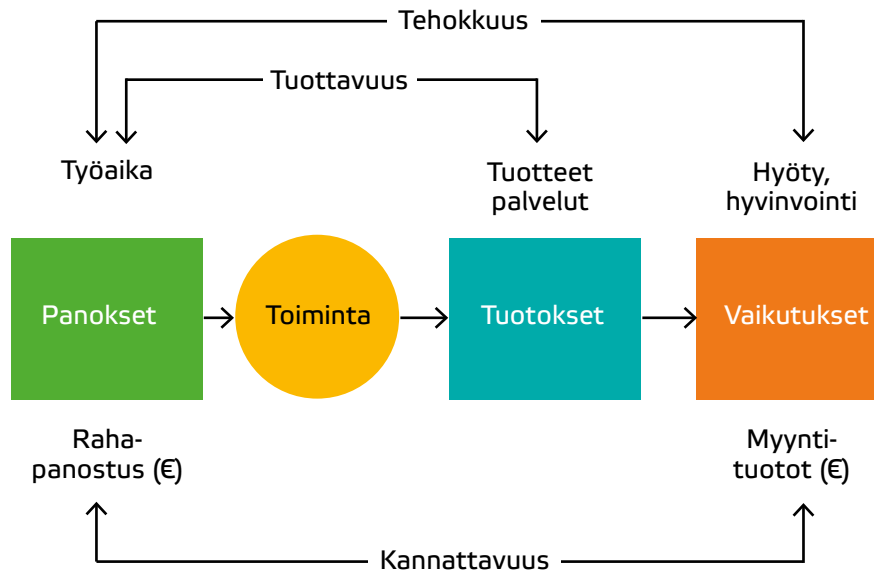 Tehokkuus
Tuottavuus
Työaika
Tuotteet
palvelut
Hyöty,
hyvinvointi
Panokset
Toiminta
Tuotokset
Vaikutukset
Raha-
panostus (€)
Myynti-
tuotot (€)
Kannattavuus